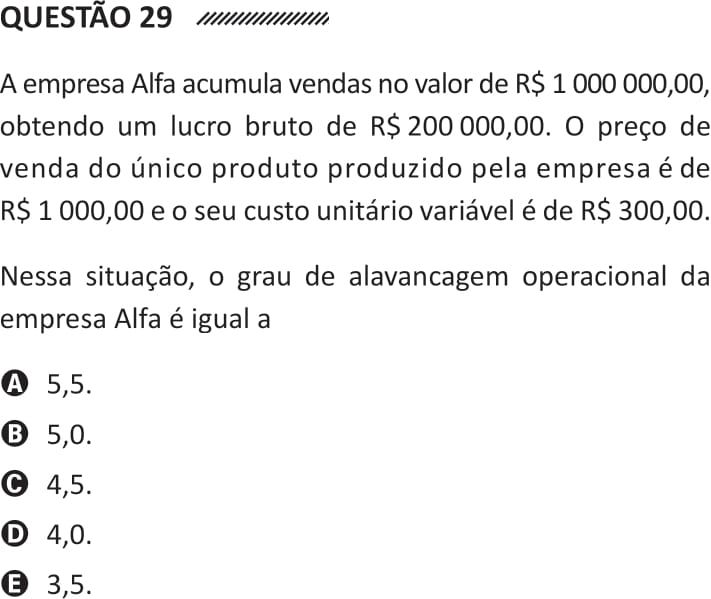 QUESTÃO 29
A empresa Alfa acumula vendas no valor de R$ 1 000 000,00,
obtendo um lucro bruto de R$ 200 000,00. O preço de
venda do único produto produzido pela empresa é de
R$ 1 000,00 e o seu custo unitário variável é de R$ 300,00.
Nessa situação, o grau de alavancagem operacional da
empresa Alfa é igual a
A 5,5.
B 5,0.
C 4,5.
D 4,0.
E 3,5.